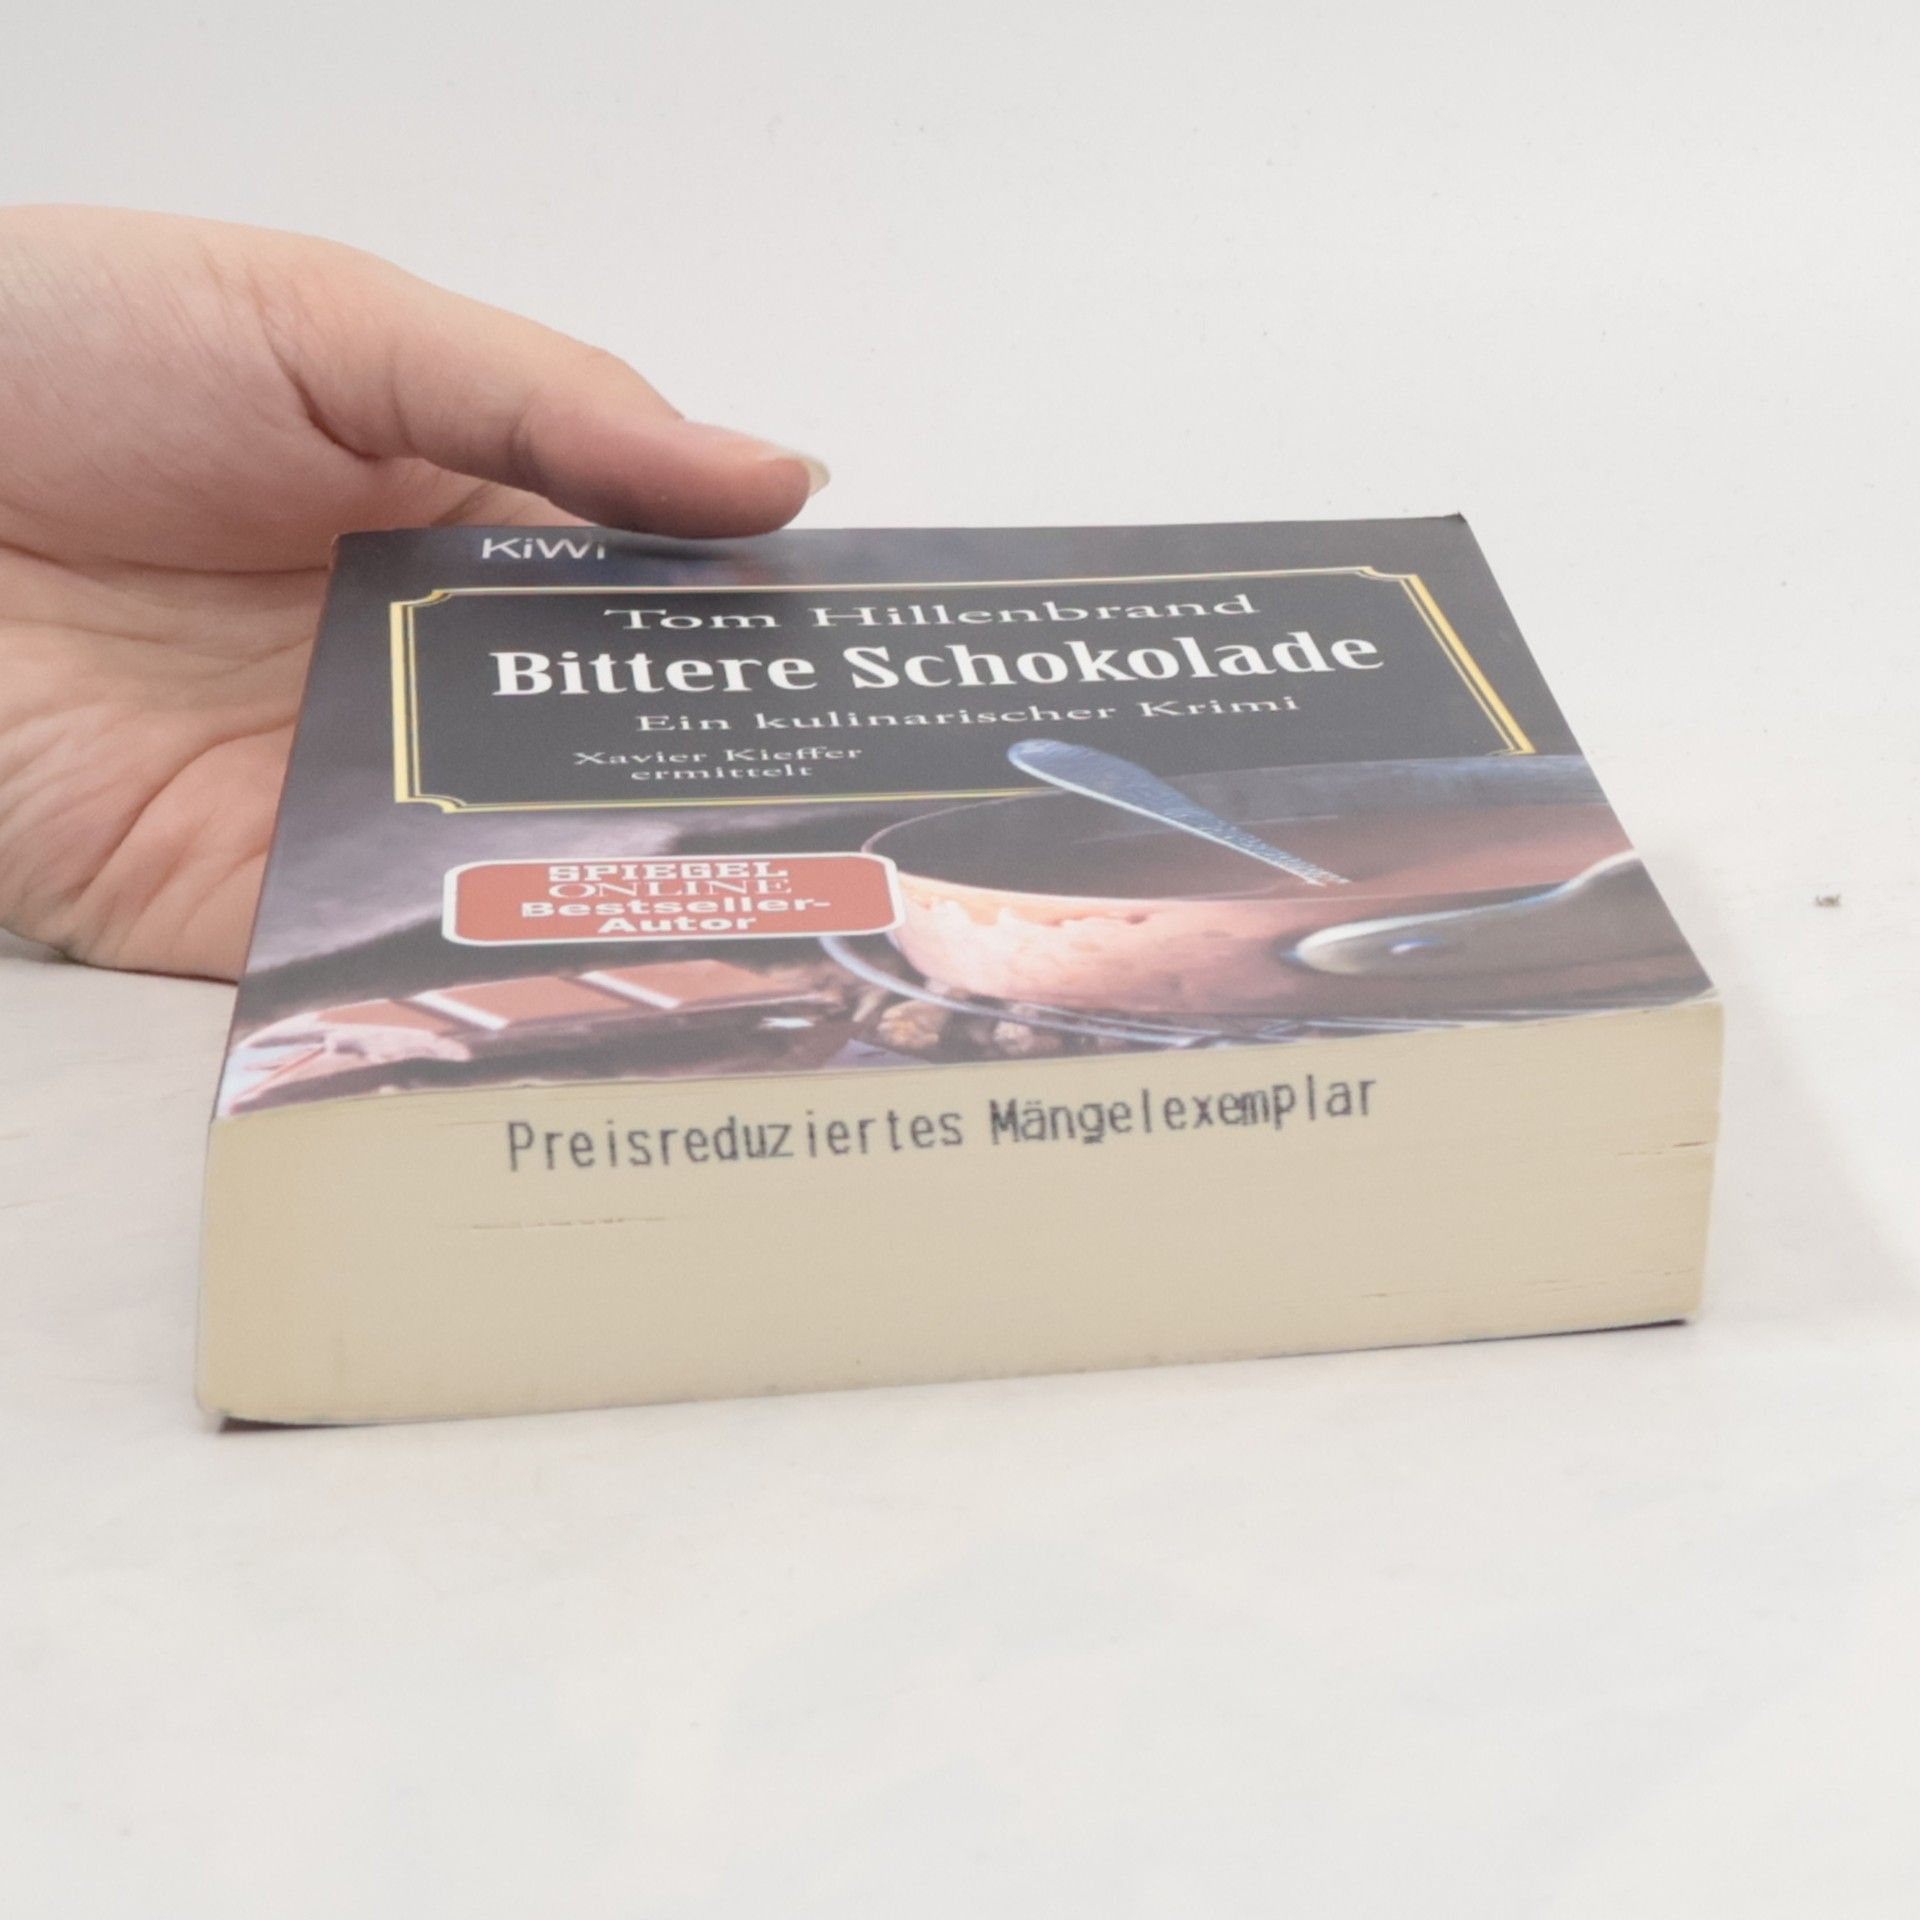 KiWi
Tom Hillenbrand
Bittere Schokolade
Ein kulinarischer Krimi
Xavier Kieffer
ermittelt
SPIEGEL
ONLINE
Bestseller-
Autor
Preisreduziertes Mängelexemplar